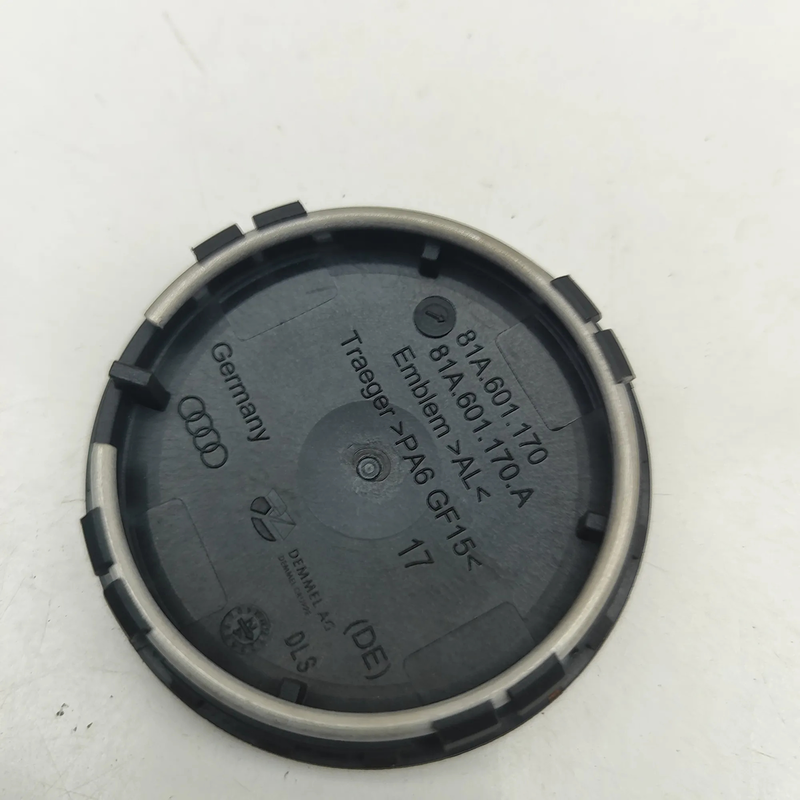 81A.601.170
81A.601.170.A
Emblem >AL<
Traeger >PA6 GF15<
17
Germany
DEMMEL AG
(DE)
DLS